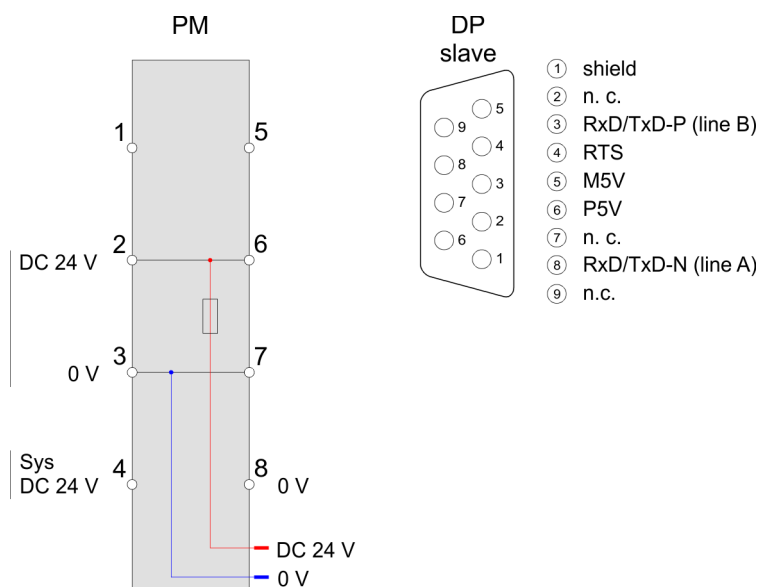 PM
1
5
2
6
DC 24 V
3
7
0 V
Sys
DC 24 V
4
8
0 V
DC 24 V
0 V
DP
slave
5
9
4
8
3
7
2
6
1
1 shield
2 n. c.
3 RxD/TxD-P (line B)
4 RTS
5 M5V
6 P5V
7 n. c.
8 RxD/TxD-N (line A)
9 n.c.